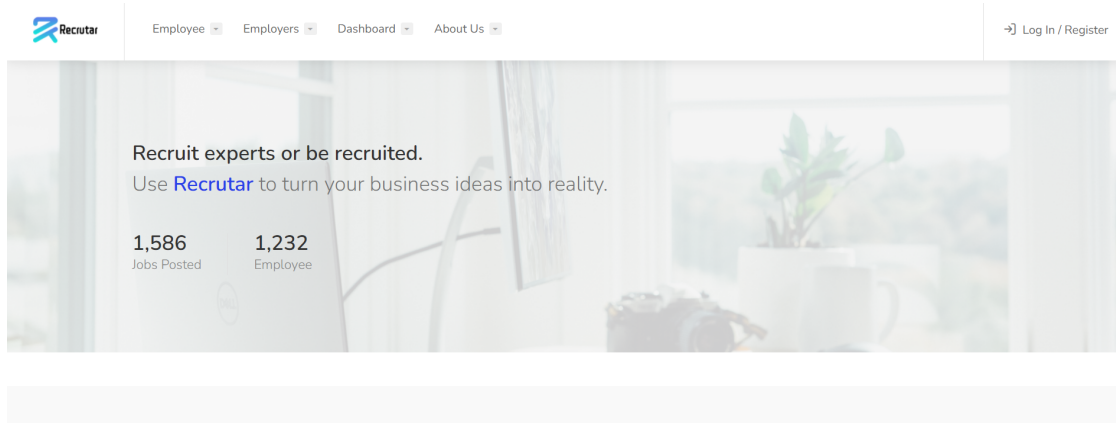 Recrutar
Employee
Employers
Dashboard
About Us
Log In / Register
Recruit experts or be recruited.
Use Recrutar to turn your business ideas into reality.
1,586
Jobs Posted
1,232
Employee
DELL